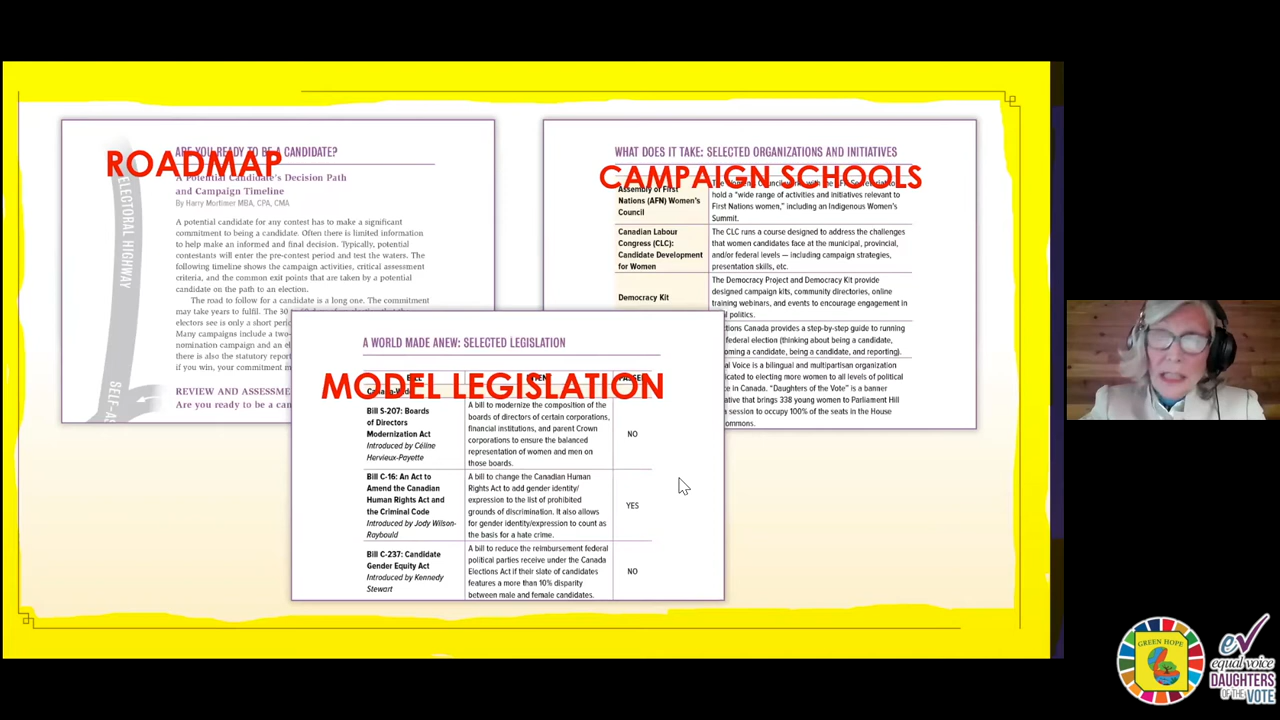 ARE YOU READY TO BE A CANDIDATE?
ROADMAP
A Potential Candidate's Decision Path
and Campaign Timeline
By Harry Mortimer MBA, CPA, CMA
ELECTORAL HIGHWAY
A potential candidate for any contest has to make a significant
commitment to being a candidate. Often there is limited information
to help make an informed and final decision. Typically, potential
contestants will enter the pre-contest period and test the waters. The
following timeline shows the campaign activities, critical assessment
criteria, and the common exit points that are taken by a potential
candidate on the path to an election.
The road to follow for a candidate is a long one. The commitment
may take years to fulfil. The 30
electors see is only a short perio
Many campaigns include a two-
nomination campaign and an el
there is also the statutory report
if you win, your commitment m
SELF-AS
REVIEW AND ASSESSME
Are you ready to be a can
WHAT DOES IT TAKE: SELECTED ORGANIZATIONS AND INITIATIVES
CAMPAIGN SCHOOLS
Assembly of First
Nations (AFN) Women's
Council
hold a "wide range of activities and initiatives relevant to
First Nations women," including an Indigenous Women's
Summit.
Canadian Labour
Congress (CLC):
Candidate Development
for Women
The CLC runs a course designed to address the challenges
that women candidates face at the municipal, provincial,
and/or federal levels — including campaign strategies,
presentation skills, etc.
Democracy Kit
The Democracy Project and Democracy Kit provide
designed campaign kits, community directories, online
training webinars, and events to encourage engagement in
l politics.
ctions Canada provides a step-by-step guide to running
federal election (thinking about being a candidate,
oming a candidate, being a candidate, and reporting).
al Voice is a bilingual and multipartisan organization
icated to electing more women to all levels of political
ce in Canada. "Daughters of the Vote" is a banner
ative that brings 338 young women to Parliament Hill
session to occupy 100% of the seats in the House
ommons.
A WORLD MADE ANEW: SELECTED LEGISLATION
MODEL LEGISLATION
Bill S-207: Boards
of Directors
Modernization Act
Introduced by Céline
Hervieux-Payette
A bill to modernize the composition of the
boards of directors of certain corporations,
financial institutions, and parent Crown
corporations to ensure the balanced
representation of women and men on
those boards.
NO
Bill C-16: An Act to
Amend the Canadian
Human Rights Act and
the Criminal Code
Introduced by Jody Wilson-
Raybould
A bill to change the Canadian Human
Rights Act to add gender identity/
expression to the list of prohibited
grounds of discrimination. It also allows
for gender identity/expression to count as
the basis for a hate crime.
YES
Bill C-237: Candidate
Gender Equity Act
Introduced by Kennedy
Stewart
A bill to reduce the reimbursement federal
political parties receive under the Canada
Elections Act if their slate of candidates
features a more than 10% disparity
between male and female candidates.
NO
GREEN HOPE
ev
equal voice
DAUGHTERS
OF THE VOTE